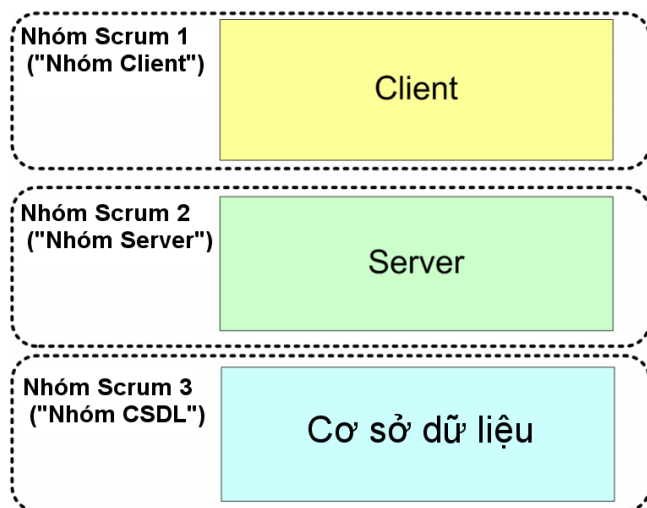 Nhóm Scrum 1
("Nhóm Client")
Client
Nhóm Scrum 2
("Nhóm Server")
Server
Nhóm Scrum 3
("Nhóm CSDL")
Cơ sở dữ liệu